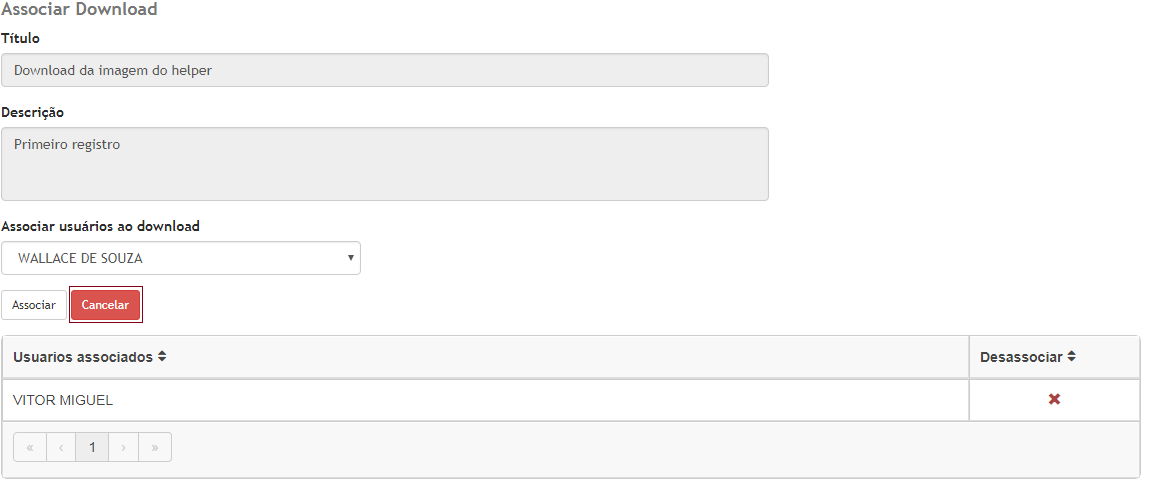 Associar Download
Título
Download da imagem do helper
Descrição
Primeiro registro
Associar usuários ao download
WALLACE DE SOUZA
Associar Cancelar
Usuarios associados Desassociar
VITOR MIGUEL
« ‹ 1 › »